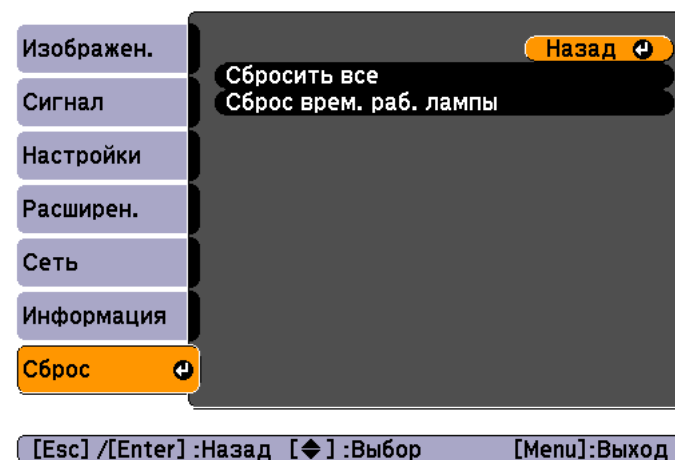 Изображен.
Сигнал
Настройки
Расширен.
Сеть
Информация
Сброс
Назад
Сбросить все
Сброс врем. раб. лампы
[Esc] /[Enter] :Назад [◆] :Выбор [Menu]:Выход